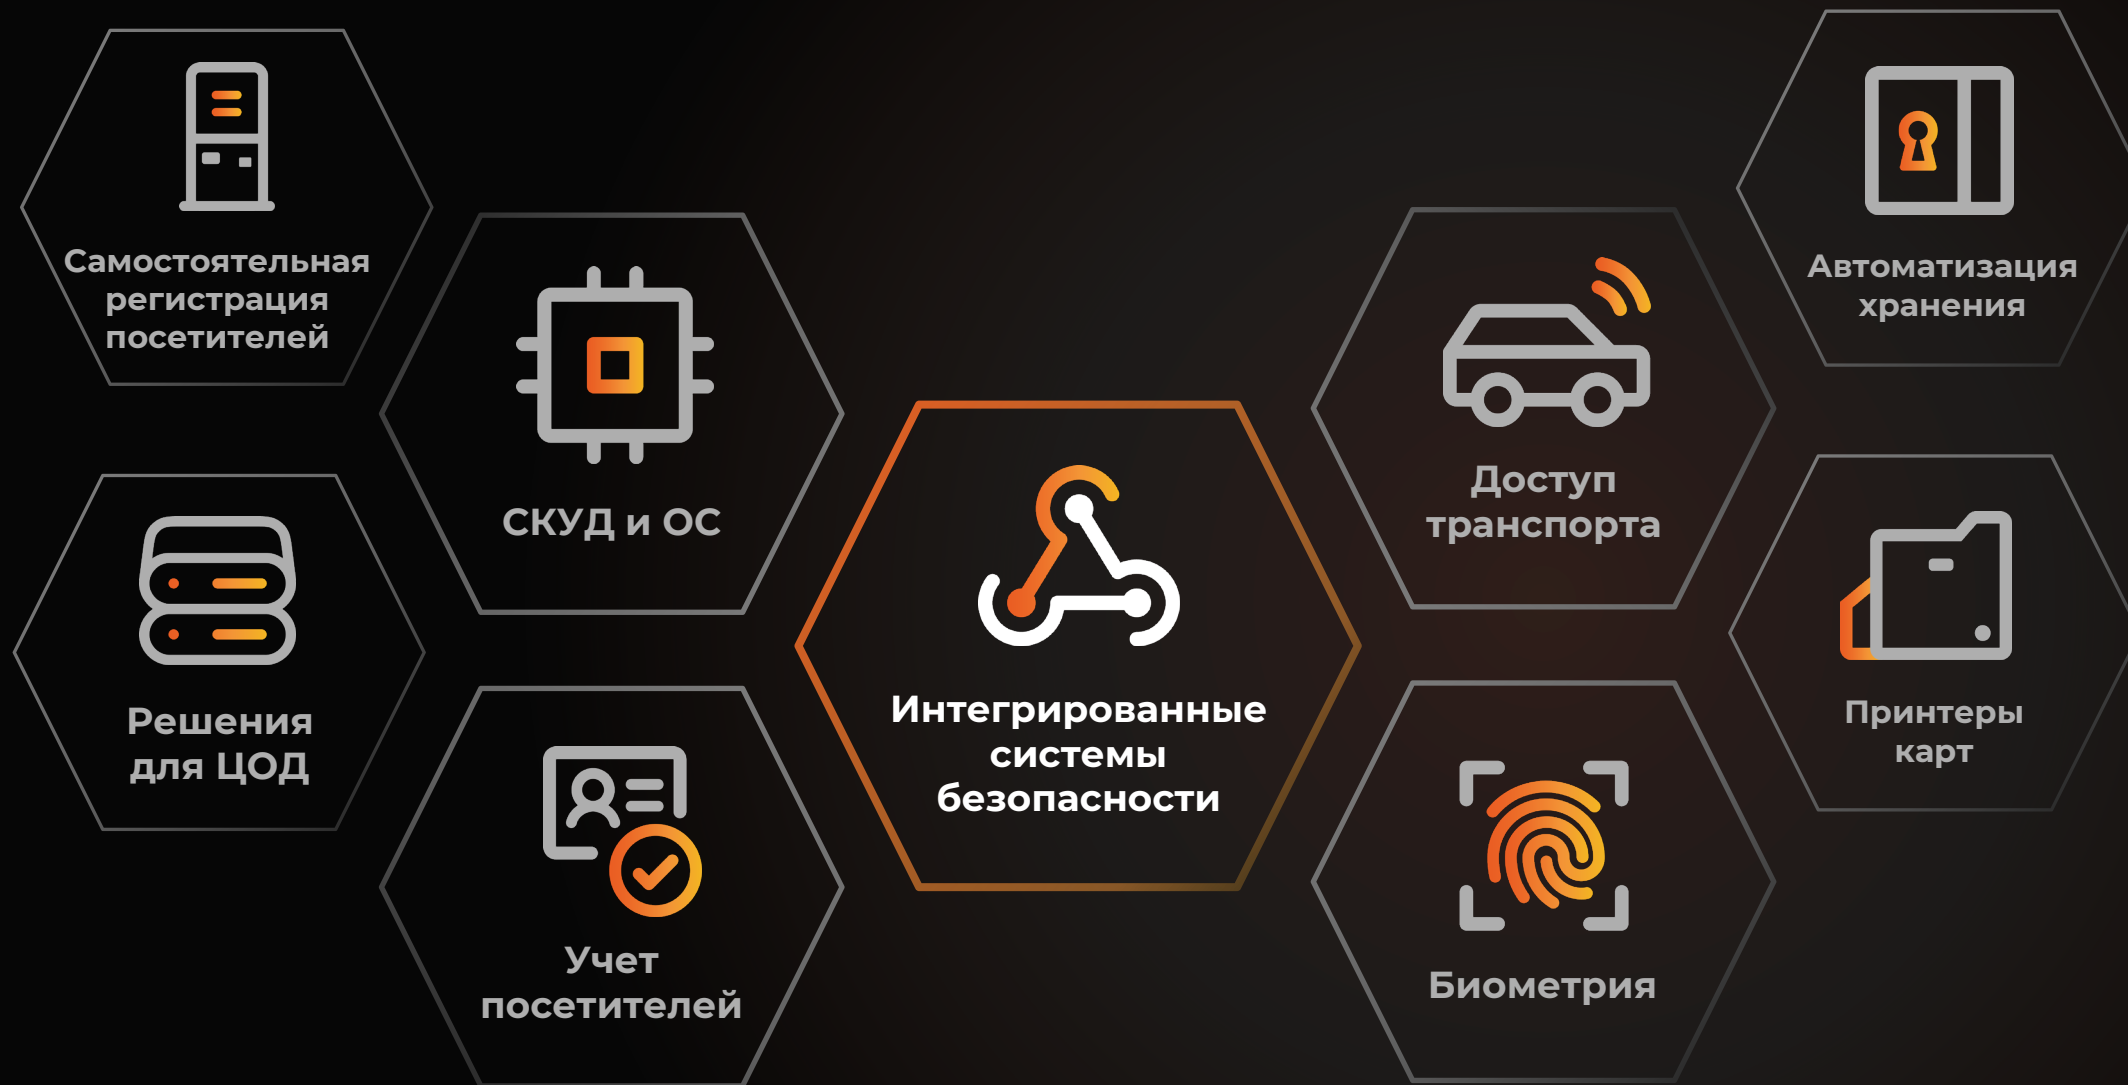 Самостоятельная
регистрация
посетителей
СКУД и ОС
Решения
для ЦОД
Учет
посетителей
Интегрированные
системы
безопасности
Доступ
транспорта
Биометрия
Автоматизация
хранения
Принтеры
карт